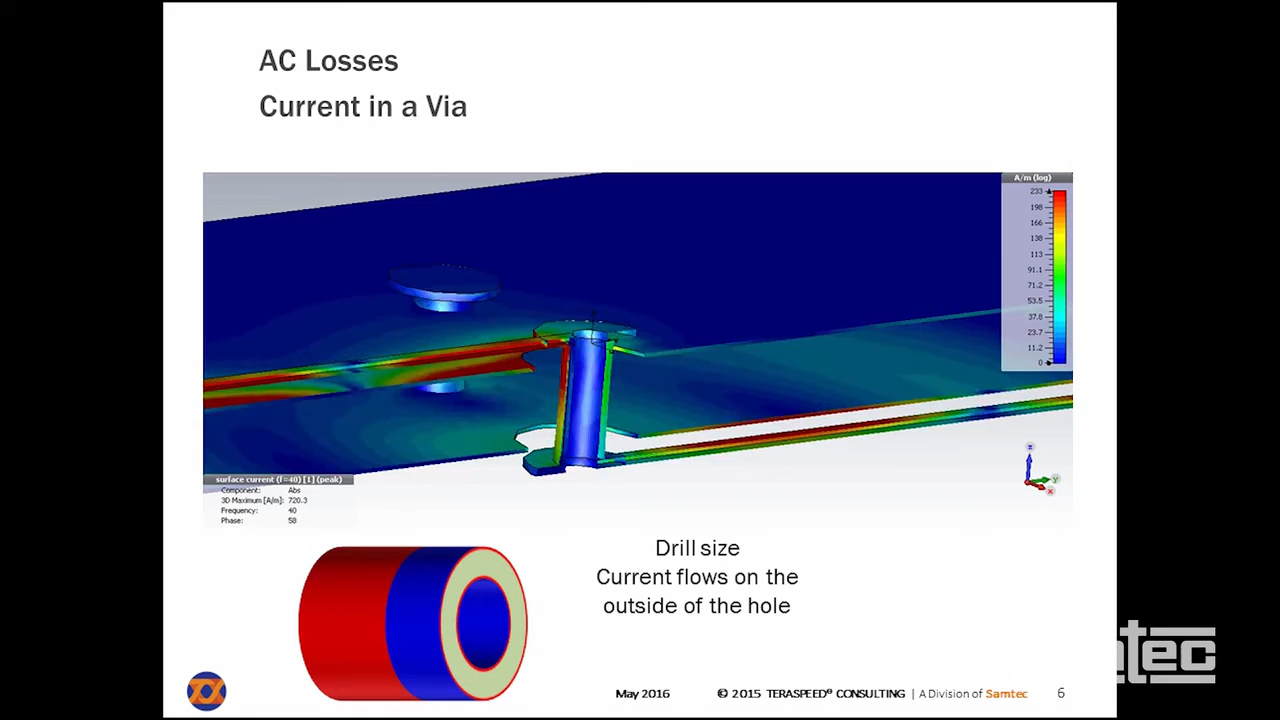 AC Losses
Current in a Via
A/m (log)
233
198
166
138
113
91.1
71.2
53.5
37.8
23.7
11.2
0
z
y
x
surface current (f=40) [1] (peak)
Component: Abs
3D Maximum [A/m]: 720.3
Frequency: 40
Phase: 58
Drill size
Current flows on the
outside of the hole
May 2016 © 2015 TERASPEED® CONSULTING | A Division of Samtec 6